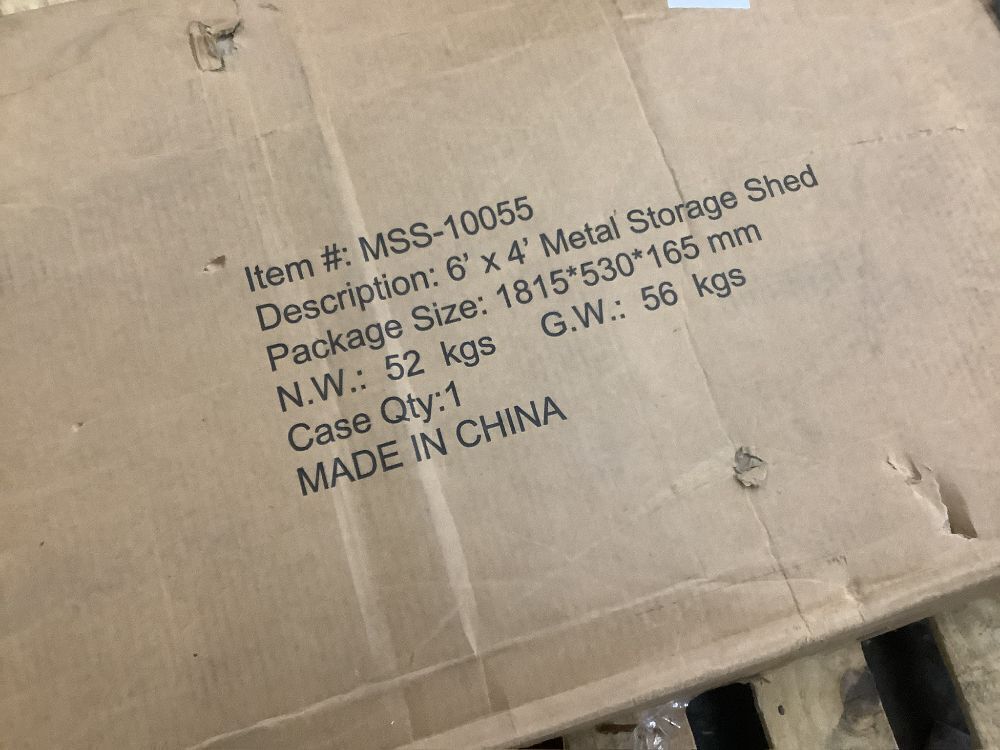 Item #: MSS-10055
Description: 6' x 4' Metal Storage Shed
Package Size: 1815*530*165 mm
N.W.: 52 kgs G.W.: 56 kgs
Case Qty:1
MADE IN CHINA